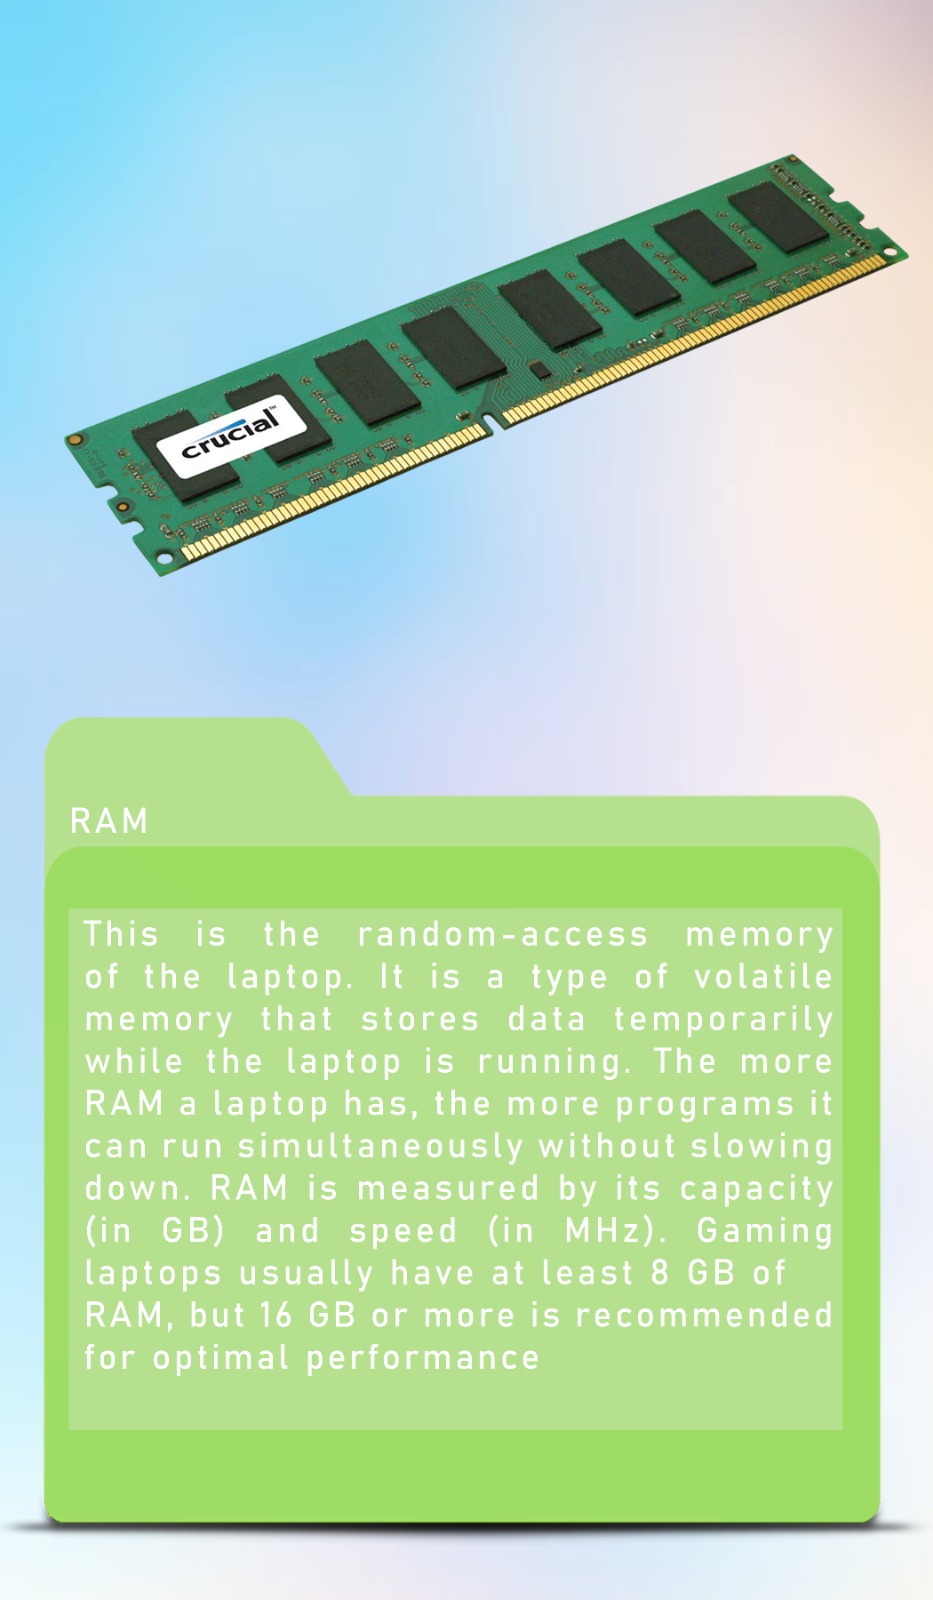 crucial™
RAM
This is the random-access memory
of the laptop. It is a type of volatile
memory that stores data temporarily
while the laptop is running. The more
RAM a laptop has, the more programs it
can run simultaneously without slowing
down. RAM is measured by its capacity
(in GB) and speed (in MHz). Gaming
laptops usually have at least 8 GB of
RAM, but 16 GB or more is recommended
for optimal performance